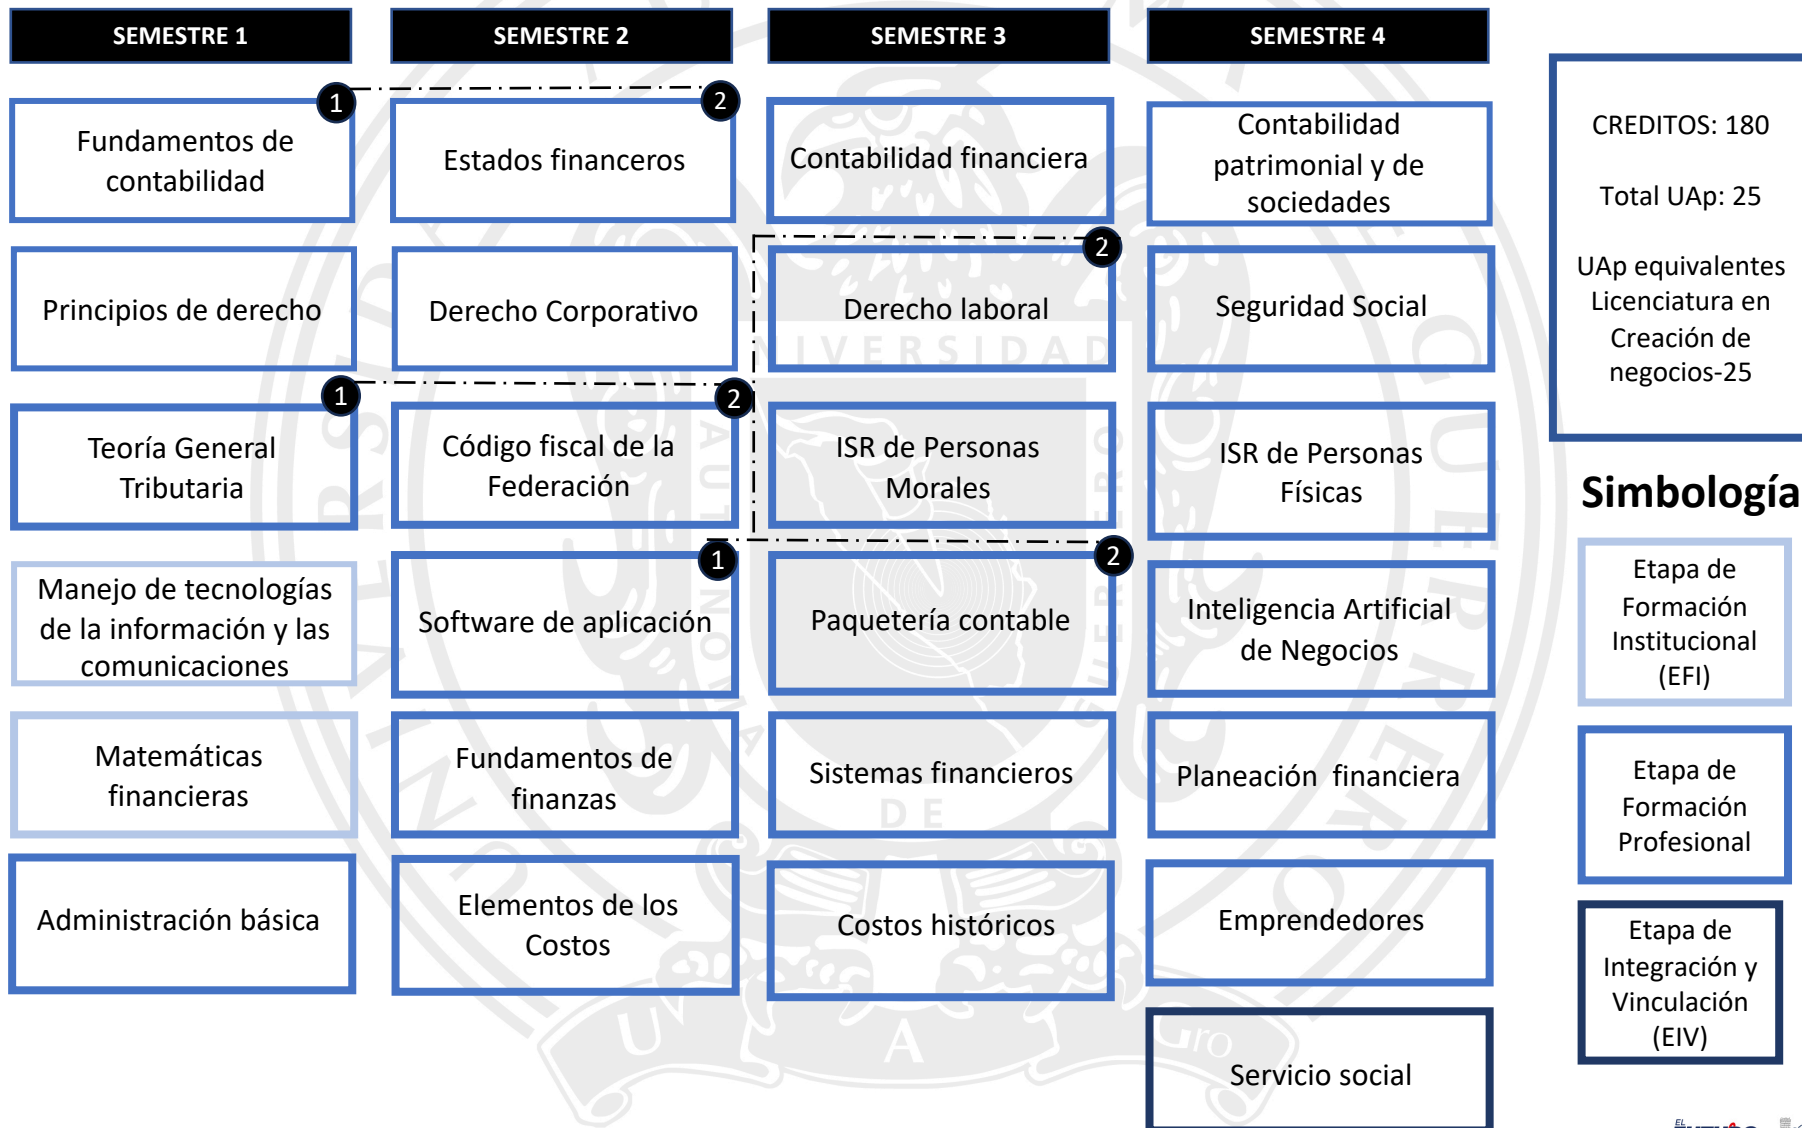 SEMESTRE 1
SEMESTRE 2
SEMESTRE 3
SEMESTRE 4
1
2
Fundamentos de
contabilidad
Estados financeros
Contabilidad financiera
Contabilidad
patrimonial y de
sociedades
2
Principios de derecho
Derecho Corporativo
Derecho laboral
Seguridad Social
1
2
Teoría General
Tributaria
Código fiscal de la
Federación
ISR de Personas
Morales
ISR de Personas
Físicas
1
2
Manejo de tecnologías
de la información y las
comunicaciones
Software de aplicación
Paquetería contable
Inteligencia Artificial
de Negocios
Matemáticas
financieras
Fundamentos de
finanzas
Sistemas financieros
Planeación  financiera
Administración básica
Elementos de los
Costos
Costos históricos
Emprendedores
Servicio social
CREDITOS: 180
Total UAp: 25
UAp equivalentes
Licenciatura en
Creación de
negocios-25
Simbología
Etapa de
Formación
Institucional
(EFI)
Etapa de
Formación
Profesional
Etapa de
Integración y
Vinculación
(EIV)
UNIVERSIDAD
AUTONOMA
DE
GUERRERO
U A Gro